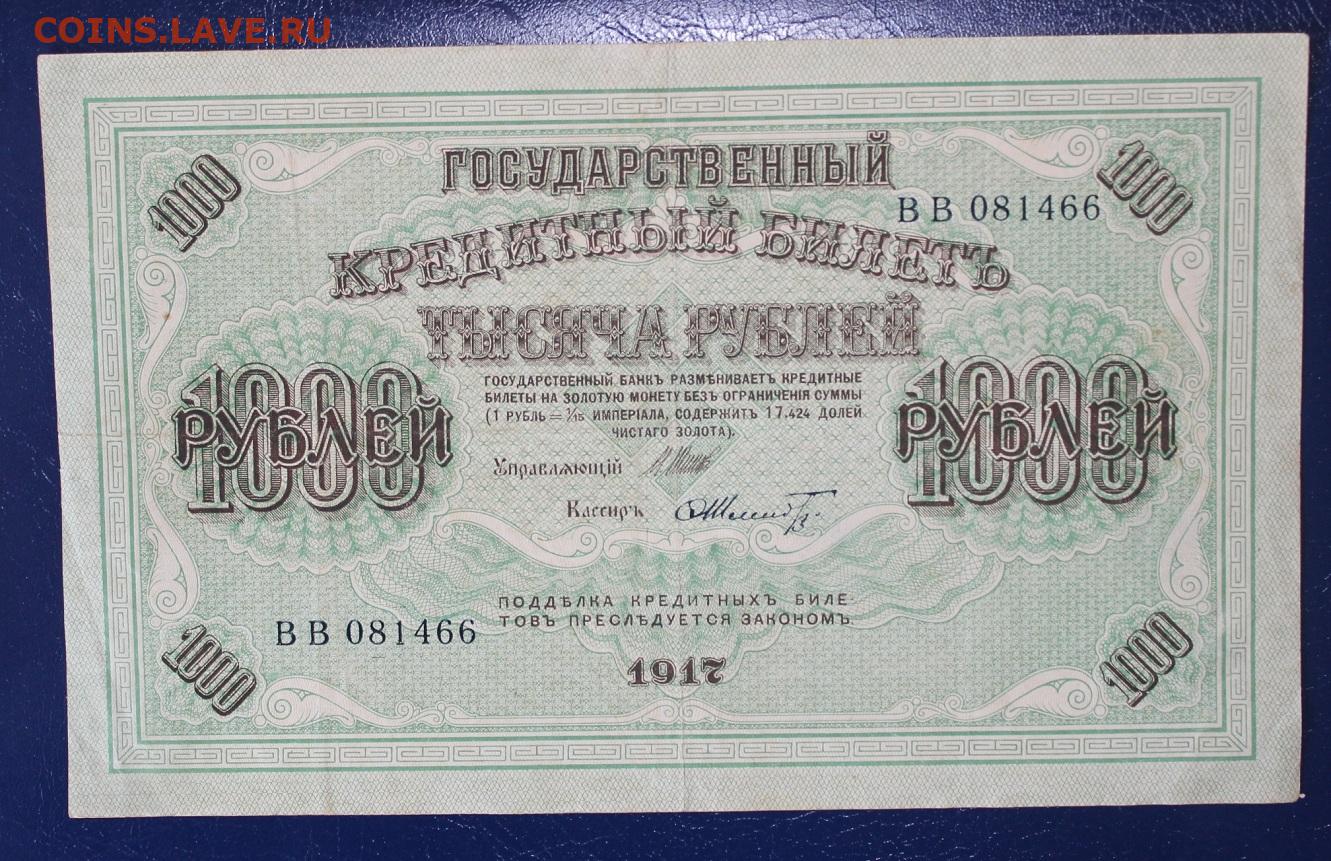 COINS.LAVE.RU
1000
ГОСУДАРСТВЕННЫЙ
1000
ВВ 081466
КРЕДИТНЫЙ БИЛЕТЪ
ТЫСЯЧА РУБЛЕЙ
1000
РУБЛЕЙ
1000
РУБЛЕЙ
ГОСУДАРСТВЕННЫЙ БАНКЪ РАЗМѢНИВАЕТЪ КРЕДИТНЫЕ
БИЛЕТЫ НА ЗОЛОТУЮ МОНЕТУ БЕЗЪ ОГРАНИЧЕНІЯ СУММЫ
(1 РУБЛЬ = 1/15 ИМПЕРІАЛА, СОДЕРЖИТЪ 17.424 ДОЛЕЙ
ЧИСТАГО ЗОЛОТА).
Управляющій
Кассиръ
ПОДДѢЛКА КРЕДИТНЫХЪ БИЛЕ-
ТОВЪ ПРЕСЛѢДУЕТСЯ ЗАКОНОМЪ.
ВВ 081466
1917
1000
1000